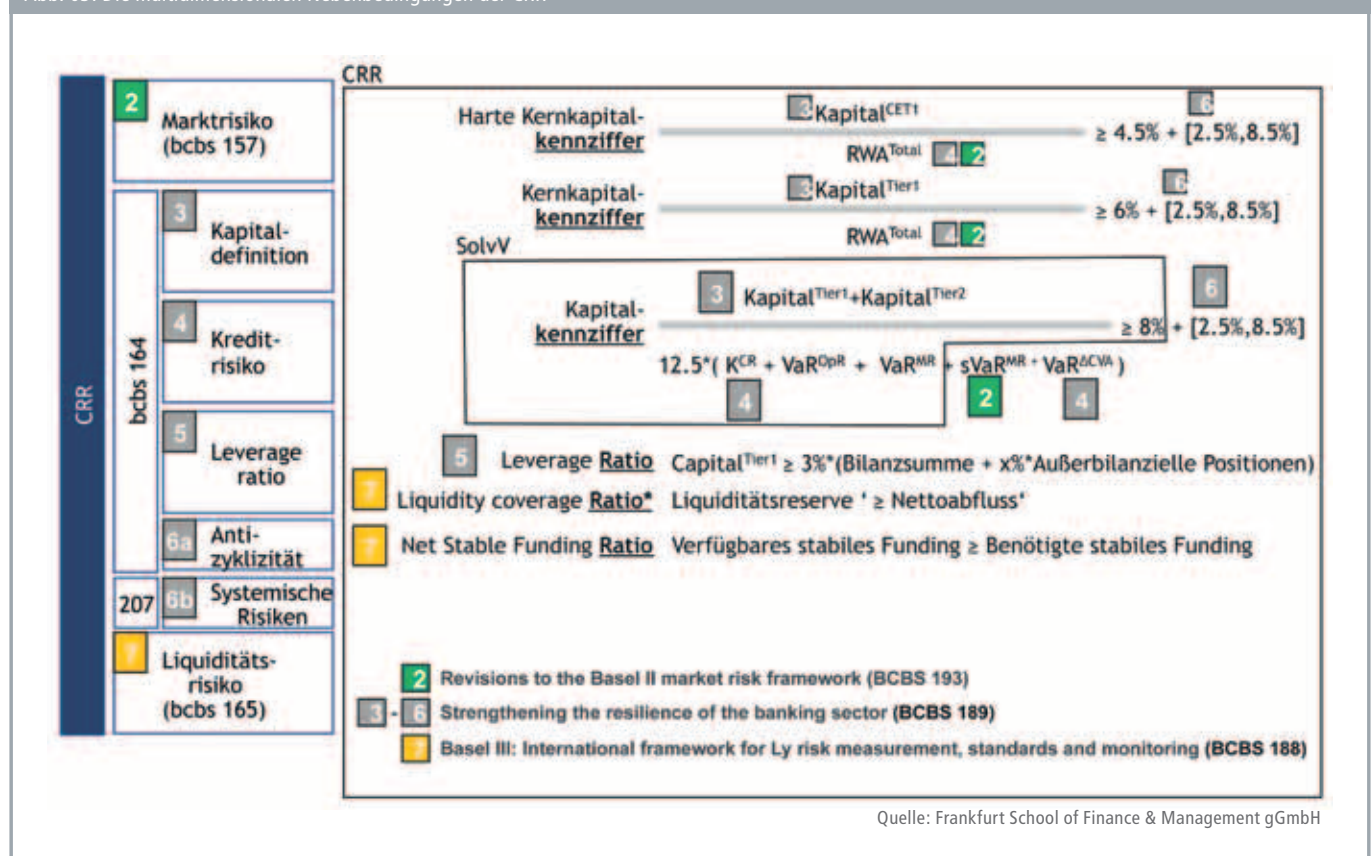 CRR
2
Marktrisiko
(bcbs 157)
bcbs 164
3
Kapital-
definition
4
Kredit-
risiko
5
Leverage
ratio
6a
Anti-
zyklizität
207
6b
Systemische
Risiken
7
Liquiditäts-
risiko
(bcbs 165)
CRR
Harte Kernkapital-
kennziffer
3 Kapital^CET1
RWA^Total 4 2
6
≥ 4.5% + [2.5%,8.5%]
Kernkapital-
kennziffer
3 Kapital^Tier1
RWA^Total 4 2
6
≥ 6% + [2.5%,8.5%]
SolvV
Kapital-
kennziffer
3 Kapital^Tier1+Kapital^Tier2
6
≥ 8% + [2.5%,8.5%]
12.5*( K^CR + VaR^OpR + VaR^MR + sVaR^MR + VaR^ΔCVA )
4 2 4
5 Leverage Ratio Capital^Tier1 ≥ 3%*(Bilanzsumme + x%*Außerbilanzielle Positionen)
7 Liquidity coverage Ratio* Liquiditätsreserve ' ≥ Nettoabfluss'
7 Net Stable Funding Ratio Verfügbares stabiles Funding ≥ Benötigte stabiles Funding
2 Revisions to the Basel II market risk framework (BCBS 193)
3 - 6 Strengthening the resilience of the banking sector (BCBS 189)
7 Basel III: International framework for Ly risk measurement, standards and monitoring (BCBS 188)
Quelle: Frankfurt School of Finance & Management gGmbH